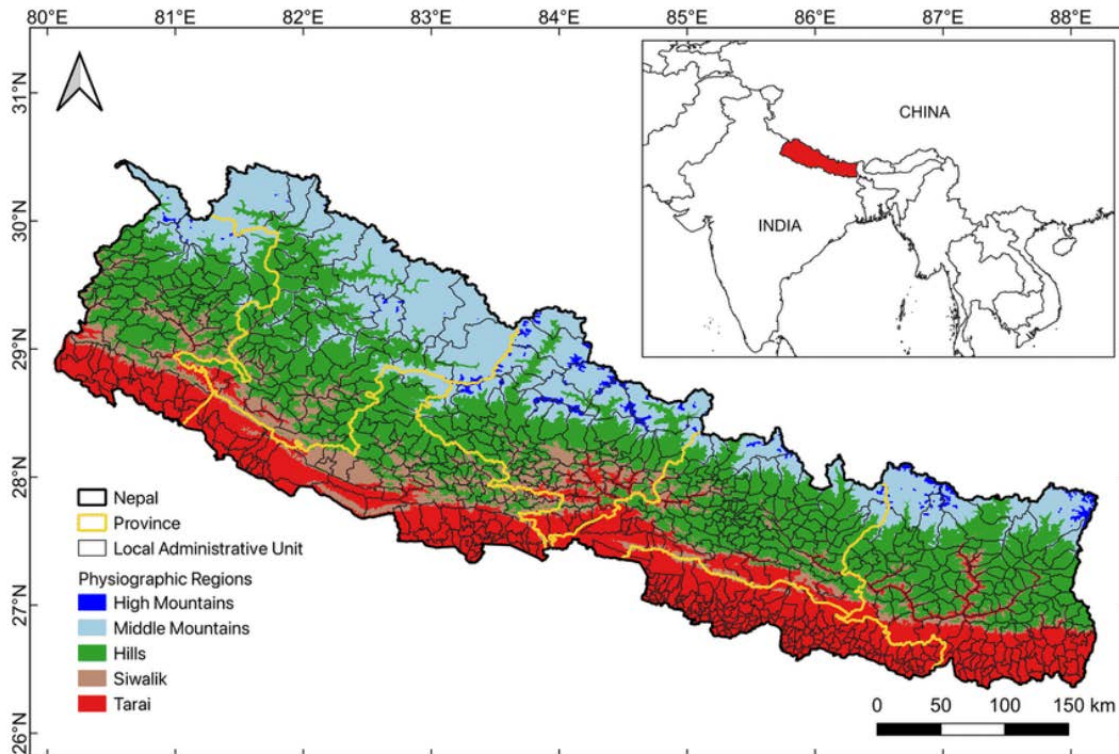 80°E 81°E 82°E 83°E 84°E 85°E 86°E 87°E 88°E
31°N
30°N
29°N
28°N
27°N
26°N
CHINA
INDIA
Nepal
Province
Local Administrative Unit
Physiographic Regions
High Mountains
Middle Mountains
Hills
Siwalik
Tarai
0 50 100 150 km